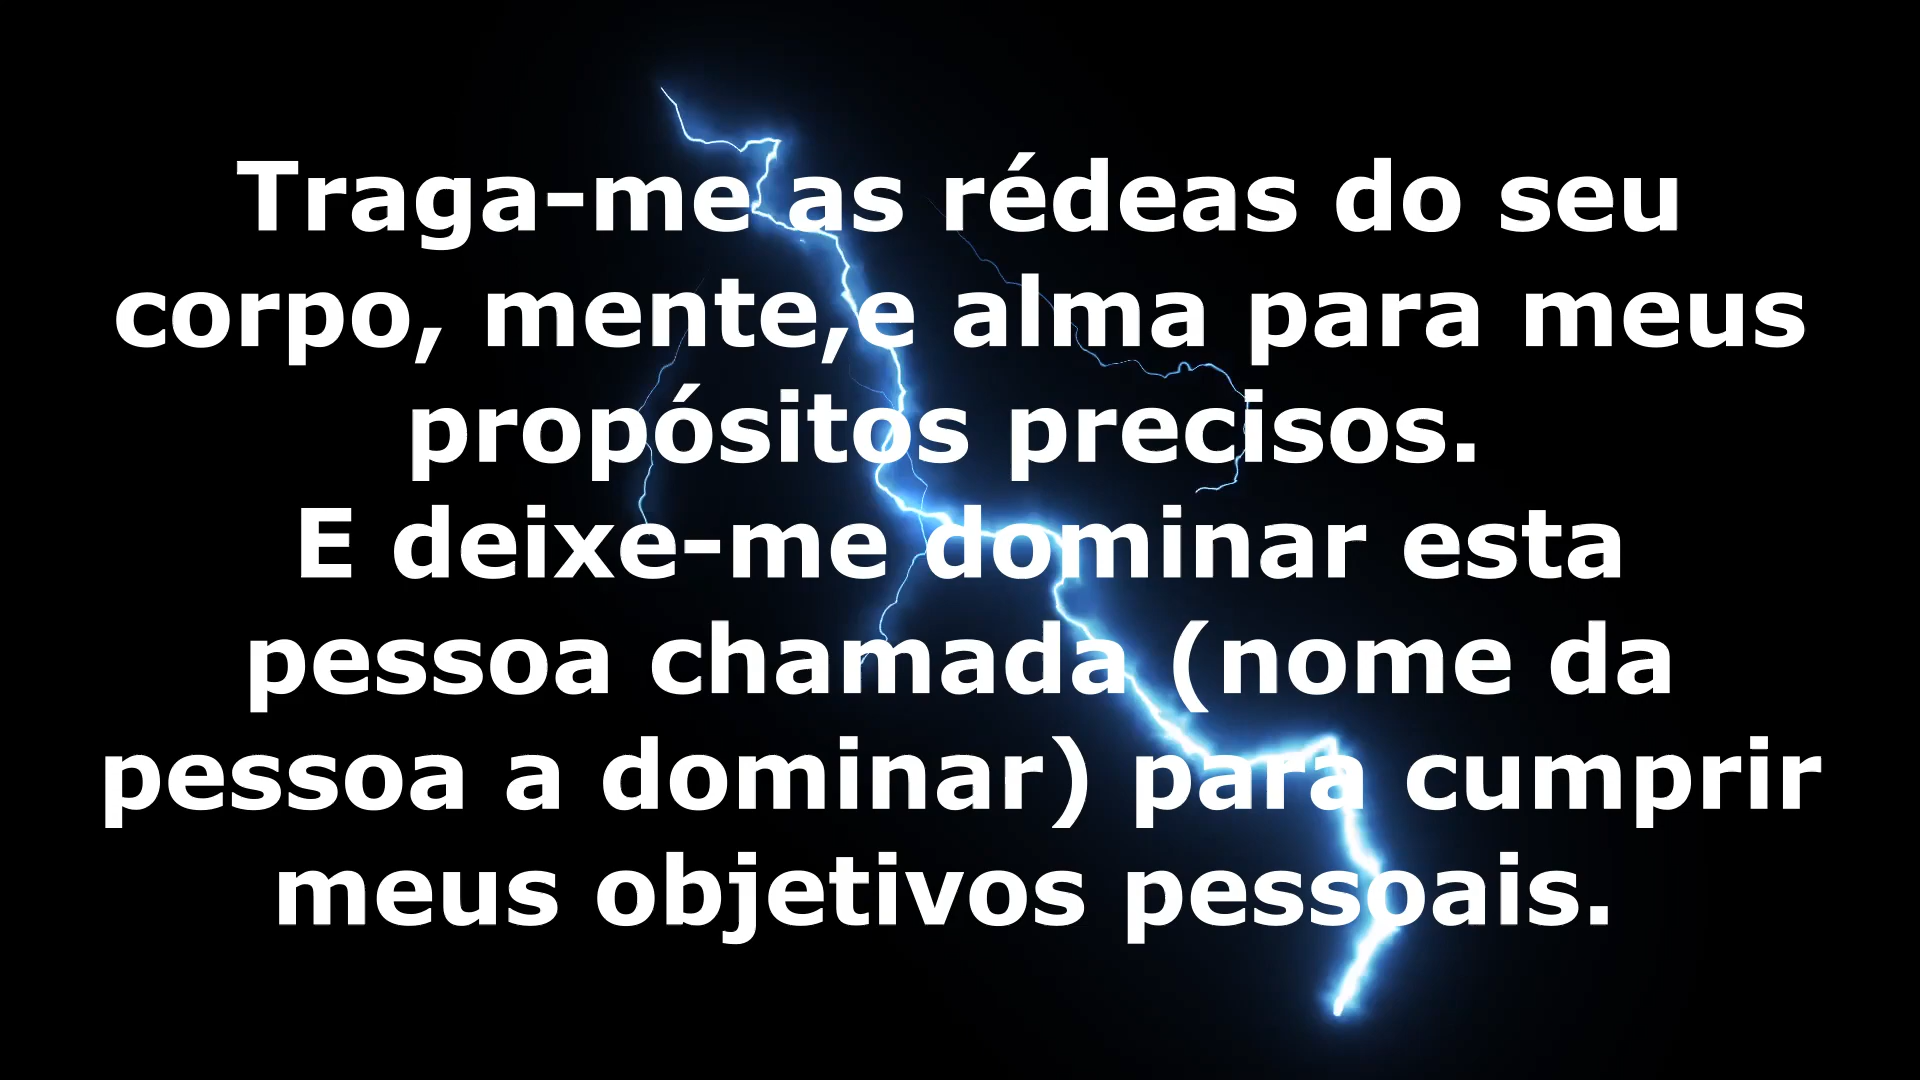 Traga-me as rédeas do seu
corpo, mente,e alma para meus
propósitos precisos.
E deixe-me dominar esta
pessoa chamada (nome da
pessoa a dominar) para cumprir
meus objetivos pessoais.